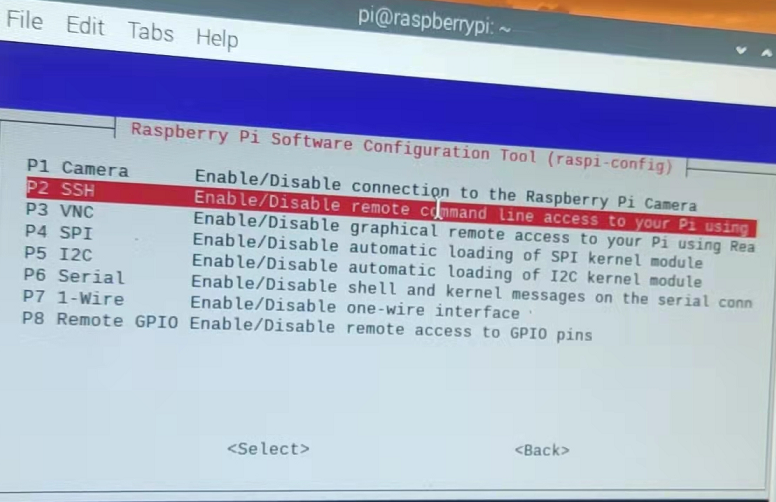 pi@raspberrypi: ~
File Edit Tabs Help
Raspberry Pi Software Configuration Tool (raspi-config)
P1 Camera Enable/Disable connection to the Raspberry Pi Camera
P2 SSH Enable/Disable remote command line access to your Pi using
P3 VNC Enable/Disable graphical remote access to your Pi using Rea
P4 SPI Enable/Disable automatic loading of SPI kernel module
P5 I2C Enable/Disable automatic loading of I2C kernel module
P6 Serial Enable/Disable shell and kernel messages on the serial conn
P7 1-Wire Enable/Disable one-wire interface
P8 Remote GPIO Enable/Disable remote access to GPIO pins
<Select> <Back>